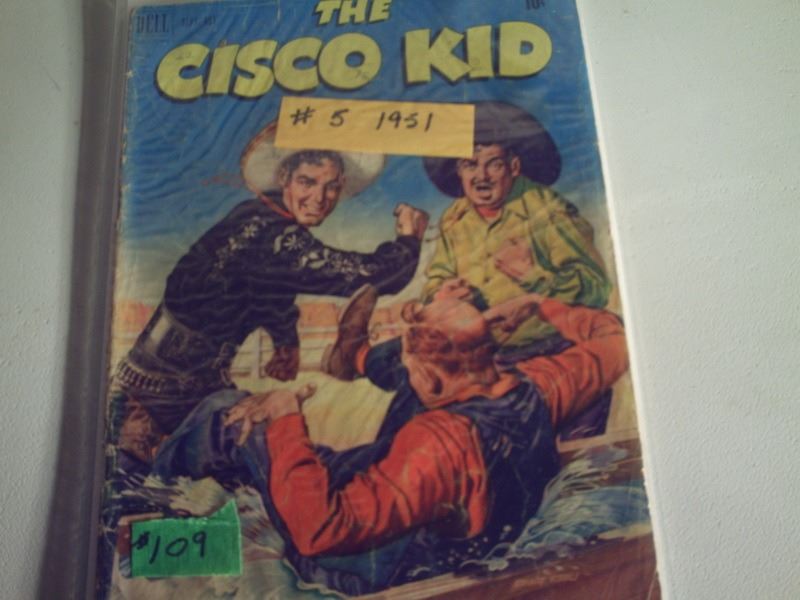 DELL
THE
10¢
CISCO KID
# 5 1951
$109